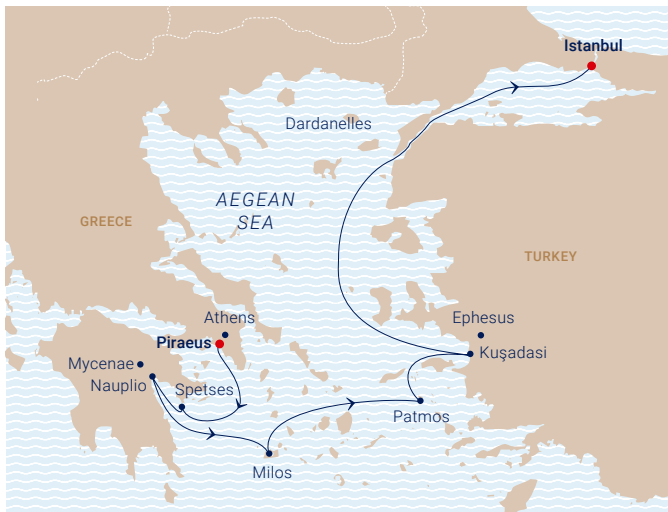 Istanbul
Dardanelles
AEGEAN
SEA
GREECE
TURKEY
Athens
Ephesus
Piraeus
Kuşadasi
Mycenae
Nauplio
Spetses
Patmos
Milos